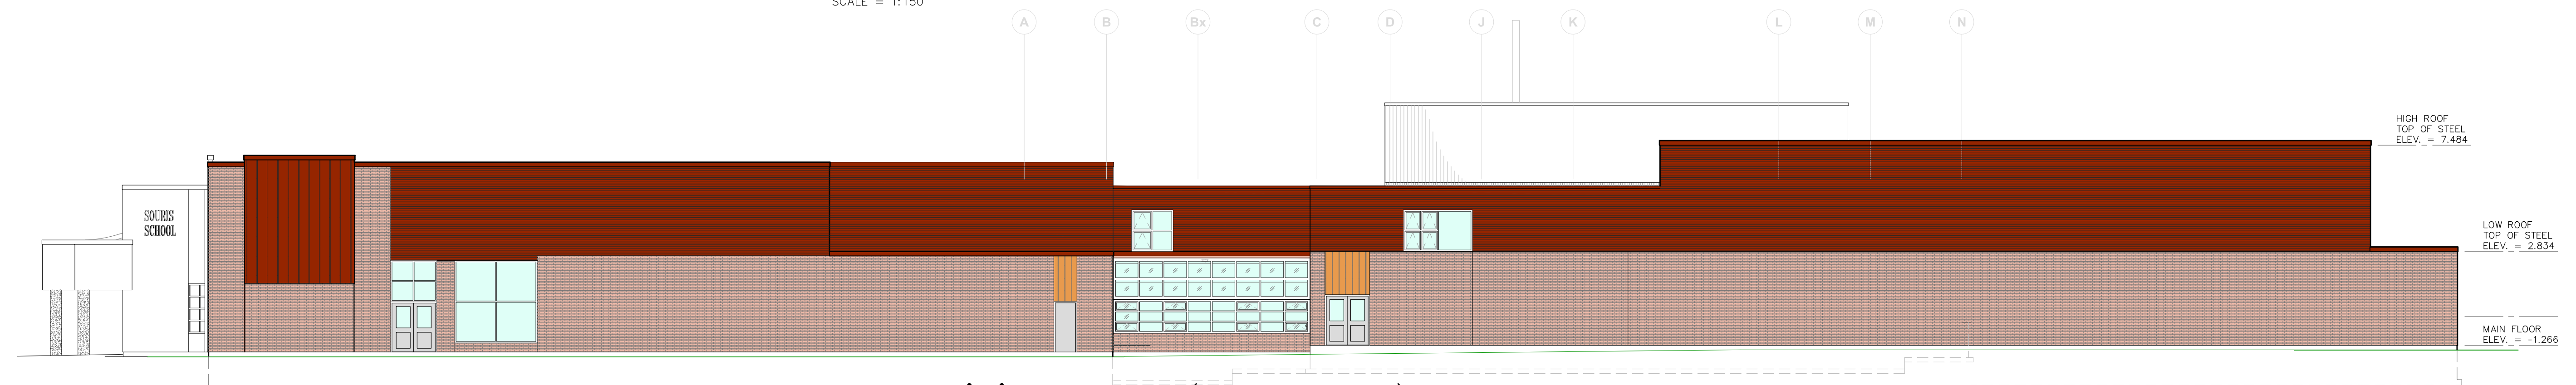 SCALE = 1:150
A B Bx C D J K L M N
HIGH ROOF
TOP OF STEEL
ELEV. = 7.484
SOURIS
SCHOOL
LOW ROOF
TOP OF STEEL
ELEV. = 2.834
MAIN FLOOR
ELEV. = -1.266